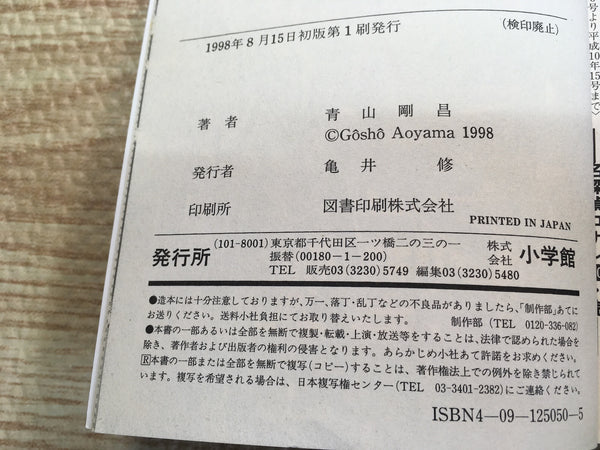 1998年8月15日初版第1刷発行
(検印廃止)
著者 青山剛昌
©Gôshô Aoyama 1998
発行者 亀井 修
印刷所 図書印刷株式会社
PRINTED IN JAPAN
発行所 (101-8001)東京都千代田区一ツ橋二の三の一 株式会社 小学館
振替(00180-1-200)
TEL 販売03(3230)5749 編集03(3230)5480
●造本には十分注意しておりますが、万一、落丁・乱丁などの不良品がありましたら、「制作部」あてに
お送りください。送料小社負担にてお取り替えいたします。 制作部(TEL 0120-336-082)
●本書の一部あるいは全部を無断で複製・転載・上演・放送等をすることは、法律で認められた場合を
除き、著作者および出版者の権利の侵害となります。あらかじめ小社あて許諾をお求めください。
Ⓡ本書の一部または全部を無断で複写(コピー)することは、著作権法上での例外を除き禁じられて
います。複写を希望される場合は、日本複写権センター(TEL 03-3401-2382)にご連絡ください。
ISBN4-09-125050-5
号より平成10年15号まで〉